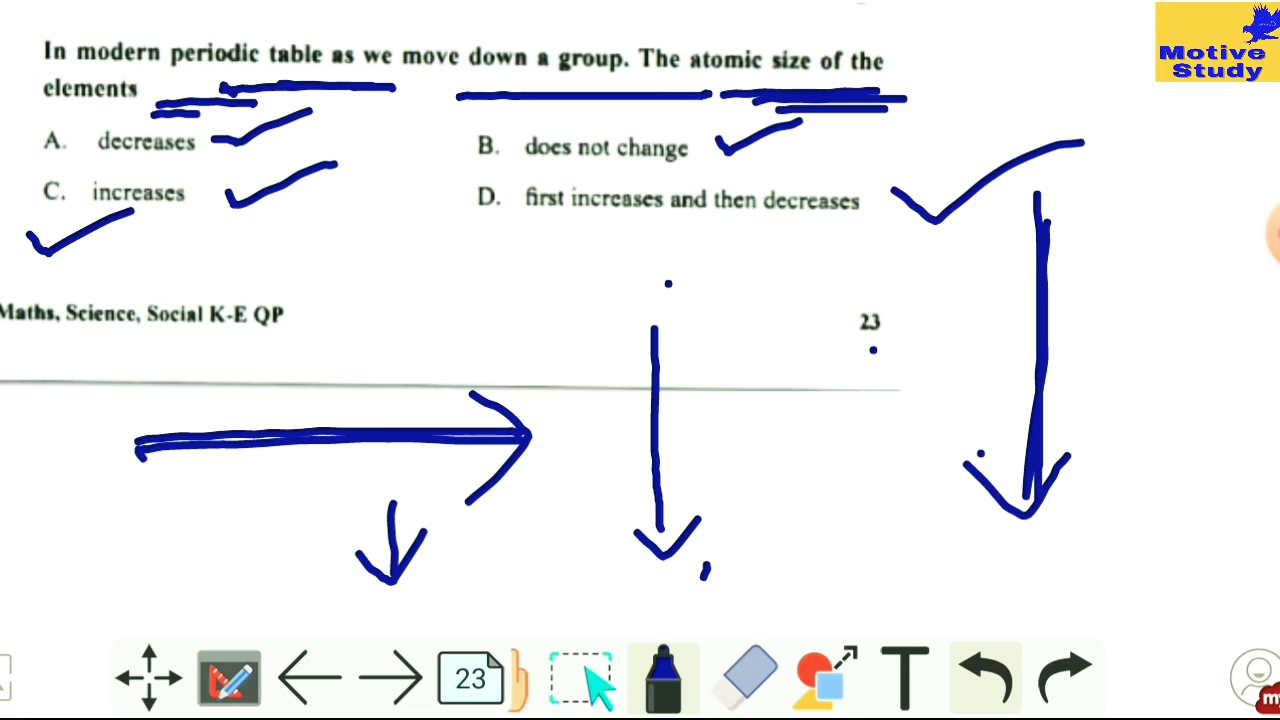 In modern periodic table as we move down a group. The atomic size of the
elements
A. decreases
B. does not change
C. increases
D. first increases and then decreases
Maths, Science, Social K-E QP
23
Motive
Study
23
T